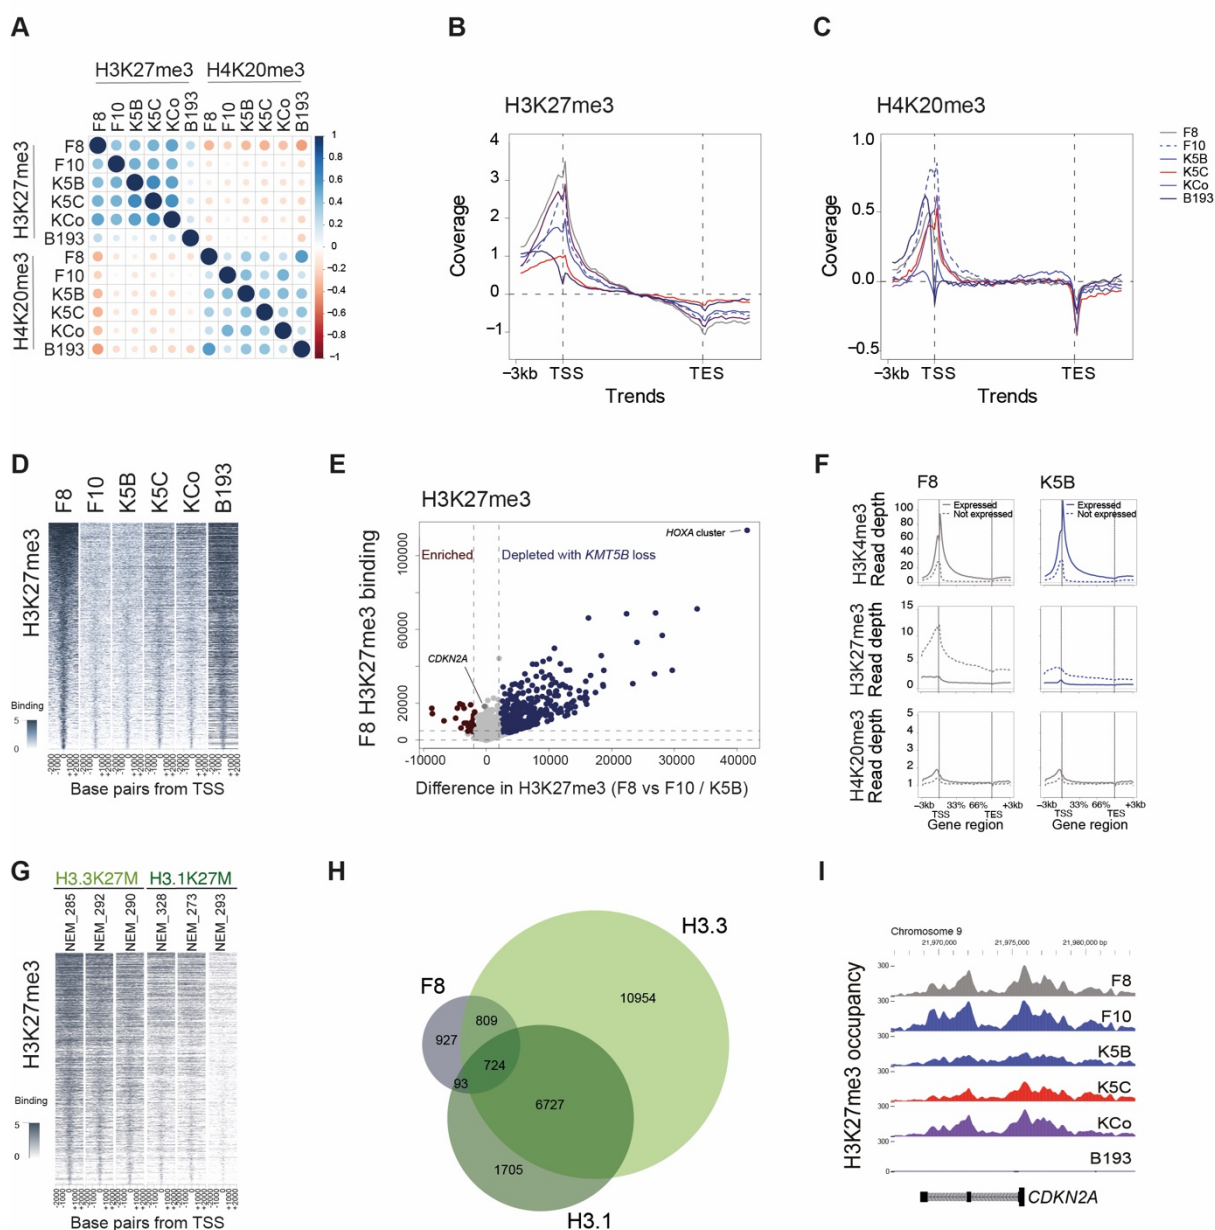 A
H3K27me3 H4K20me3
F8 F10 K5B K5C KCo B193 F8 F10 K5B K5C KCo B193
H3K27me3
F8
F10
K5B
K5C
KCo
B193
H4K20me3
F8
F10
K5B
K5C
KCo
B193
1
0.8
0.6
0.4
0.2
0
−0.2
−0.4
−0.6
−0.8
−1
B
H3K27me3
Coverage
4
3
2
1
0
−1
−3kb TSS TES
Trends
C
H4K20me3
Coverage
1.0
0.5
0.0
−0.5
−3kb TSS TES
Trends
F8
F10
K5B
K5C
KCo
B193
D
F8 F10 K5B K5C KCo B193
H3K27me3
Binding
5
0
-2000 -1000 0 +1000 +2000
Base pairs from TSS
E
H3K27me3
Enriched Depleted with KMT5B loss
HOXA cluster
CDKN2A
F8 H3K27me3 binding
100000
60000
20000
0
-10000 0 10000 20000 30000 40000
Difference in H3K27me3 (F8 vs F10 / K5B)
F
F8 K5B
Expressed
Not expressed
Expressed
Not expressed
H3K4me3
Read depth
100
80
60
40
20
0
H3K27me3
Read depth
15
10
5
0
H4K20me3
Read depth
5
4
3
2
1
−3kb 33% 66% +3kb −3kb 33% 66% +3kb
TSS TES TSS TES
Gene region Gene region
G
H3.3K27M H3.1K27M
NEM_285 NEM_292 NEM_290 NEM_328 NEM_273 NEM_293
H3K27me3
Binding
5
0
-2000 -1000 0 +1000 +2000
Base pairs from TSS
H
H3.3
F8
10954
809
927
724
93
6727
1705
H3.1
I
Chromosome 9
21,970,000 21,975,000 21,980,000 bp
H3K27me3 occupancy
300
F8
300
F10
300
K5B
300
K5C
300
KCo
300
B193
0
CDKN2A